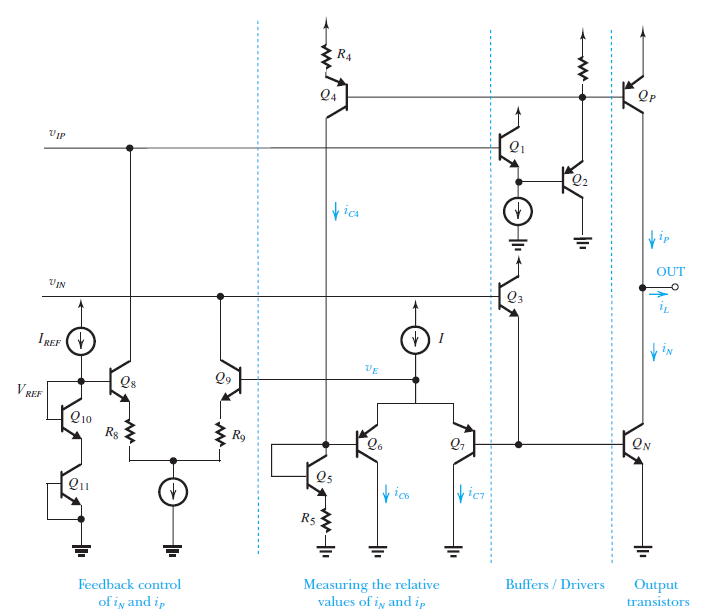 R4
Q4
QP
vIP
Q1
Q2
iC4
iP
OUT
vIN
Q3
iL
IREF
I
iN
vE
VREF
Q8
Q9
Q10
R8
R9
Q6
Q7
QN
Q11
Q5
iC6
iC7
R5
Feedback control
of iN and iP
Measuring the relative
values of iN and iP
Buffers / Drivers
Output
transistors